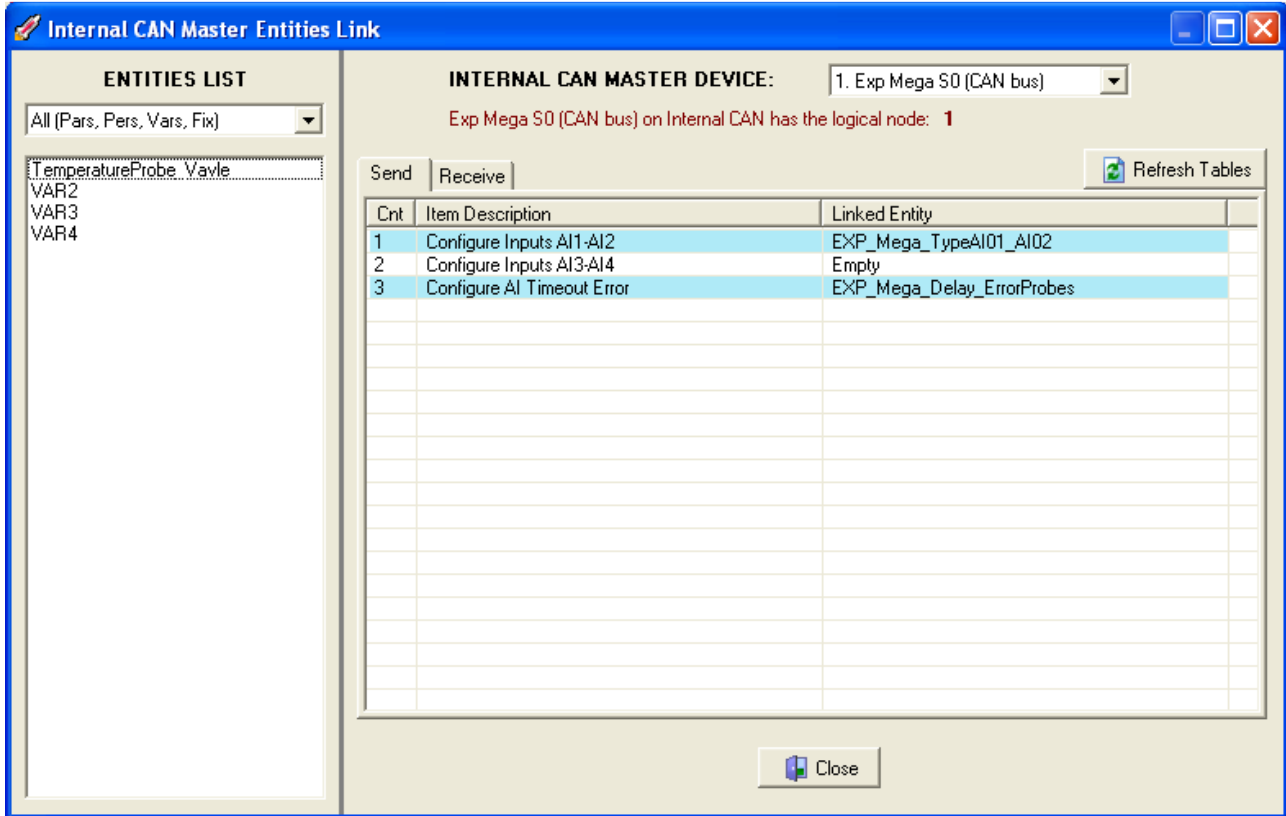 Internal CAN Master Entities Link
ENTITIES LIST
All (Pars, Pers, Vars, Fix)
TemperatureProbe_Vavle
VAR2
VAR3
VAR4
INTERNAL CAN MASTER DEVICE: 1. Exp Mega S0 (CAN bus)
Exp Mega S0 (CAN bus) on Internal CAN has the logical node: 1
Send Receive Refresh Tables
Cnt Item Description Linked Entity
1 Configure Inputs AI1-AI2 EXP_Mega_TypeAI01_AI02
2 Configure Inputs AI3-AI4 Empty
3 Configure AI Timeout Error EXP_Mega_Delay_ErrorProbes
Close